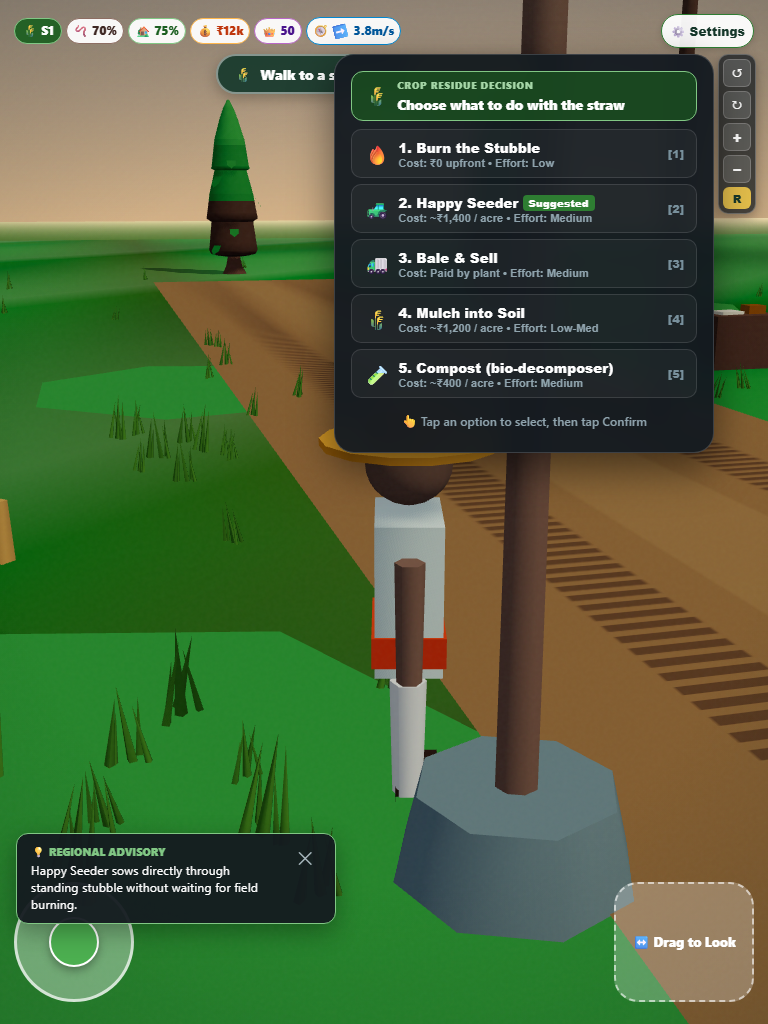 S1
70%
75%
₹12k
50
3.8m/s
Settings
Walk to a s
CROP RESIDUE DECISION
Choose what to do with the straw
1. Burn the Stubble
Cost: ₹0 upfront • Effort: Low
[1]
2. Happy Seeder Suggested
Cost: ~₹1,400 / acre • Effort: Medium
[2]
3. Bale & Sell
Cost: Paid by plant • Effort: Medium
[3]
4. Mulch into Soil
Cost: ~₹1,200 / acre • Effort: Low-Med
[4]
5. Compost (bio-decomposer)
Cost: ~₹400 / acre • Effort: Medium
[5]
Tap an option to select, then tap Confirm
↺
↻
+
−
R
REGIONAL ADVISORY
Happy Seeder sows directly through
standing stubble without waiting for field
burning.
Drag to Look